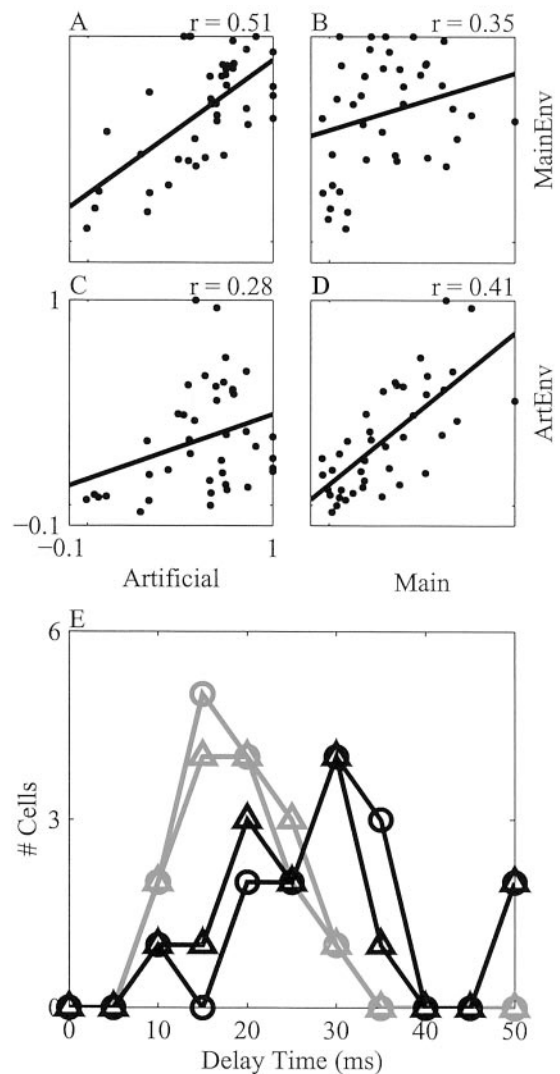 A r = 0.51
B r = 0.35
MainEnv
C r = 0.28
D r = 0.41
ArtEnv
1
−0.1
−0.1 1
Artificial
Main
E
6
3
0
# Cells
0 10 20 30 40 50
Delay Time (ms)